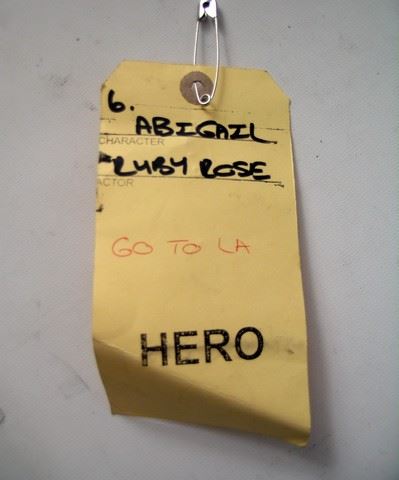 6.
ABIGAIL
CHARACTER
RUBY ROSE
ACTOR
GO TO LA
HERO